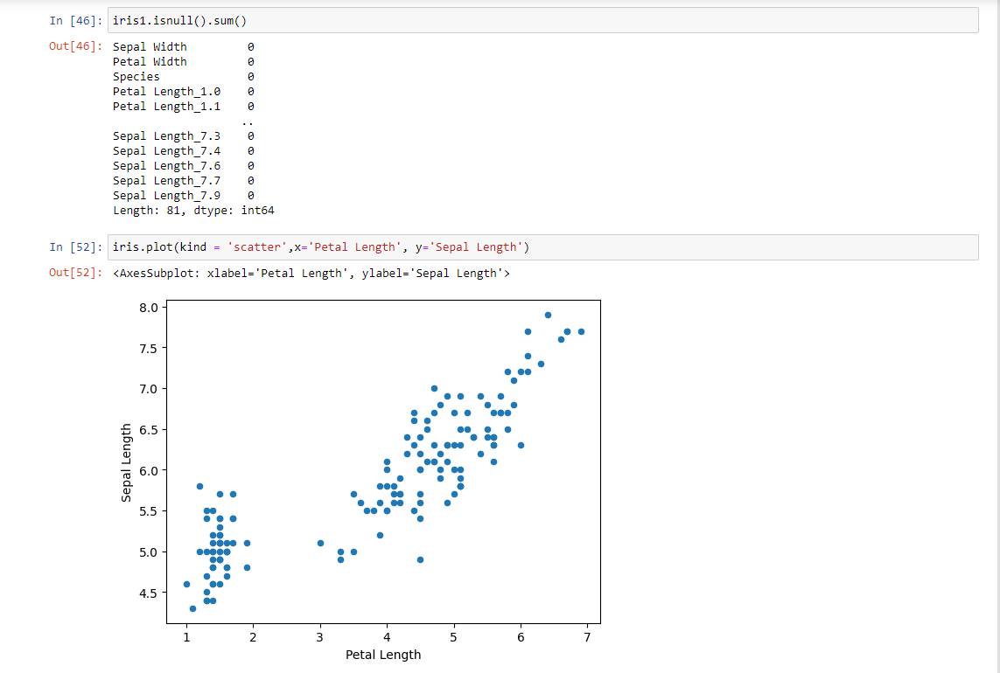 In [46]: iris1.isnull().sum()
Out[46]: Sepal Width 0
Petal Width 0
Species 0
Petal Length_1.0 0
Petal Length_1.1 0
..
Sepal Length_7.3 0
Sepal Length_7.4 0
Sepal Length_7.6 0
Sepal Length_7.7 0
Sepal Length_7.9 0
Length: 81, dtype: int64
In [52]: iris.plot(kind = 'scatter',x='Petal Length', y='Sepal Length')
Out[52]: <AxesSubplot: xlabel='Petal Length', ylabel='Sepal Length'>
8.0
7.5
7.0
6.5
6.0
5.5
5.0
4.5
Sepal Length
1 2 3 4 5 6 7
Petal Length